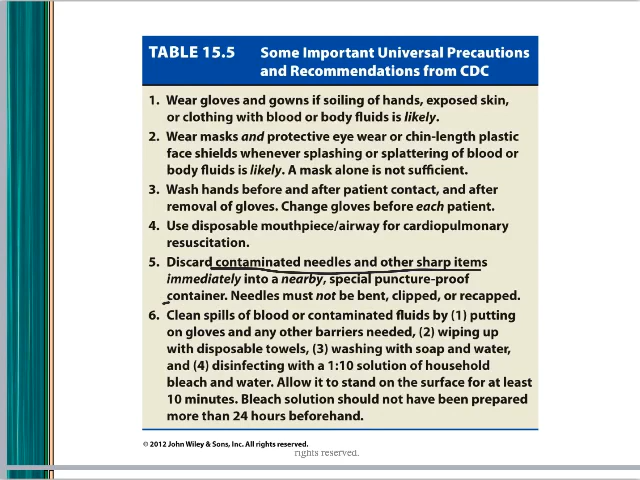 TABLE 15.5 Some Important Universal Precautions
and Recommendations from CDC
1. Wear gloves and gowns if soiling of hands, exposed skin,
or clothing with blood or body fluids is likely.
2. Wear masks and protective eye wear or chin-length plastic
face shields whenever splashing or splattering of blood or
body fluids is likely. A mask alone is not sufficient.
3. Wash hands before and after patient contact, and after
removal of gloves. Change gloves before each patient.
4. Use disposable mouthpiece/airway for cardiopulmonary
resuscitation.
5. Discard contaminated needles and other sharp items
immediately into a nearby, special puncture-proof
container. Needles must not be bent, clipped, or recapped.
6. Clean spills of blood or contaminated fluids by (1) putting
on gloves and any other barriers needed, (2) wiping up
with disposable towels, (3) washing with soap and water,
and (4) disinfecting with a 1:10 solution of household
bleach and water. Allow it to stand on the surface for at least
10 minutes. Bleach solution should not have been prepared
more than 24 hours beforehand.
© 2012 John Wiley & Sons, Inc. All rights reserved.
rights reserved.